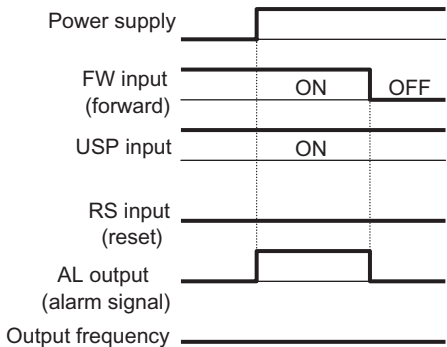 Power supply
FW input
(forward)
ON
OFF
USP input
ON
RS input
(reset)
AL output
(alarm signal)
Output frequency